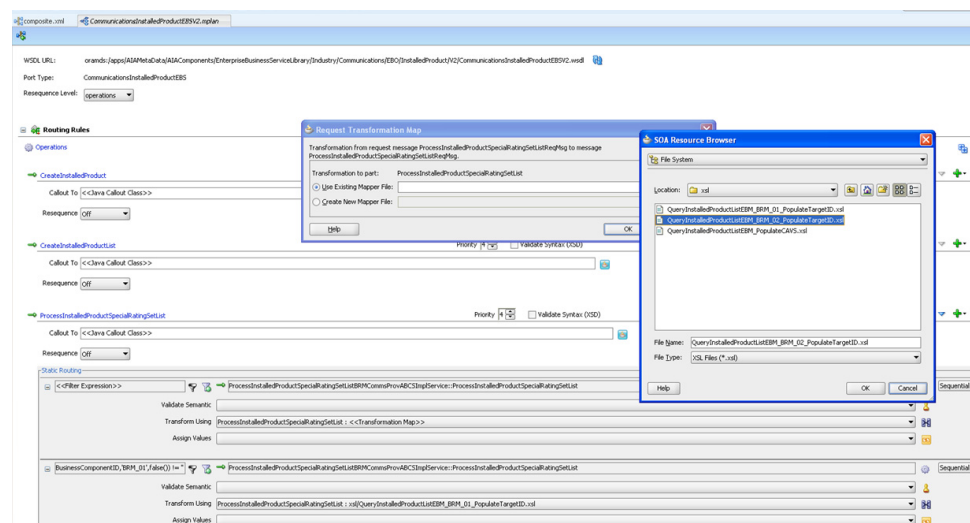 composite.xml CommunicationsInstalledProductEBSV2.mplan
WSDL URL: oramds:/apps/AIAMetaData/AIAComponents/EnterpriseBusinessServiceLibrary/Industry/Communications/EBO/InstalledProduct/V2/CommunicationsInstalledProductEBSV2.wsdl
Port Type: CommunicationsInstalledProductEBS
Resequence Level: operations
Routing Rules
Operations
CreateInstalledProduct
Callout To <<Java Callout Class>>
Resequence Off
CreateInstalledProductList Priority 4 Validate Syntax (XSD)
Callout To <<Java Callout Class>>
Resequence Off
ProcessInstalledProductSpecialRatingSetList Priority 4 Validate Syntax (XSD)
Callout To <<Java Callout Class>>
Resequence Off
Static Routing
<<Filter Expression>> ProcessInstalledProductSpecialRatingSetListBRMCommsProvABCSImplService::ProcessInstalledProductSpecialRatingSetList Sequential
Validate Semantic
Transform Using ProcessInstalledProductSpecialRatingSetList : <<Transformation Map>>
Assign Values
BusinessComponentID,'BRM_01',false()) != '' ProcessInstalledProductSpecialRatingSetListBRMCommsProvABCSImplService::ProcessInstalledProductSpecialRatingSetList Sequential
Validate Semantic
Transform Using ProcessInstalledProductSpecialRatingSetList : xsl/QueryInstalledProductListEBM_BRM_01_PopulateTargetID.xsl
Assign Values
Request Transformation Map
Transformation from request message ProcessInstalledProductSpecialRatingSetListReqMsg to message
ProcessInstalledProductSpecialRatingSetListReqMsg.
Transformation to part: ProcessInstalledProductSpecialRatingSetList
Use Existing Mapper File:
Create New Mapper File:
Help OK
SOA Resource Browser
File System
Location: xsl
QueryInstalledProductListEBM_BRM_01_PopulateTargetID.xsl
QueryInstalledProductListEBM_BRM_02_PopulateTargetID.xsl
QueryInstalledProductListEBM_PopulateCAVS.xsl
File Name: QueryInstalledProductListEBM_BRM_02_PopulateTargetID.xsl
File Type: XSL Files (*.xsl)
Help OK Cancel